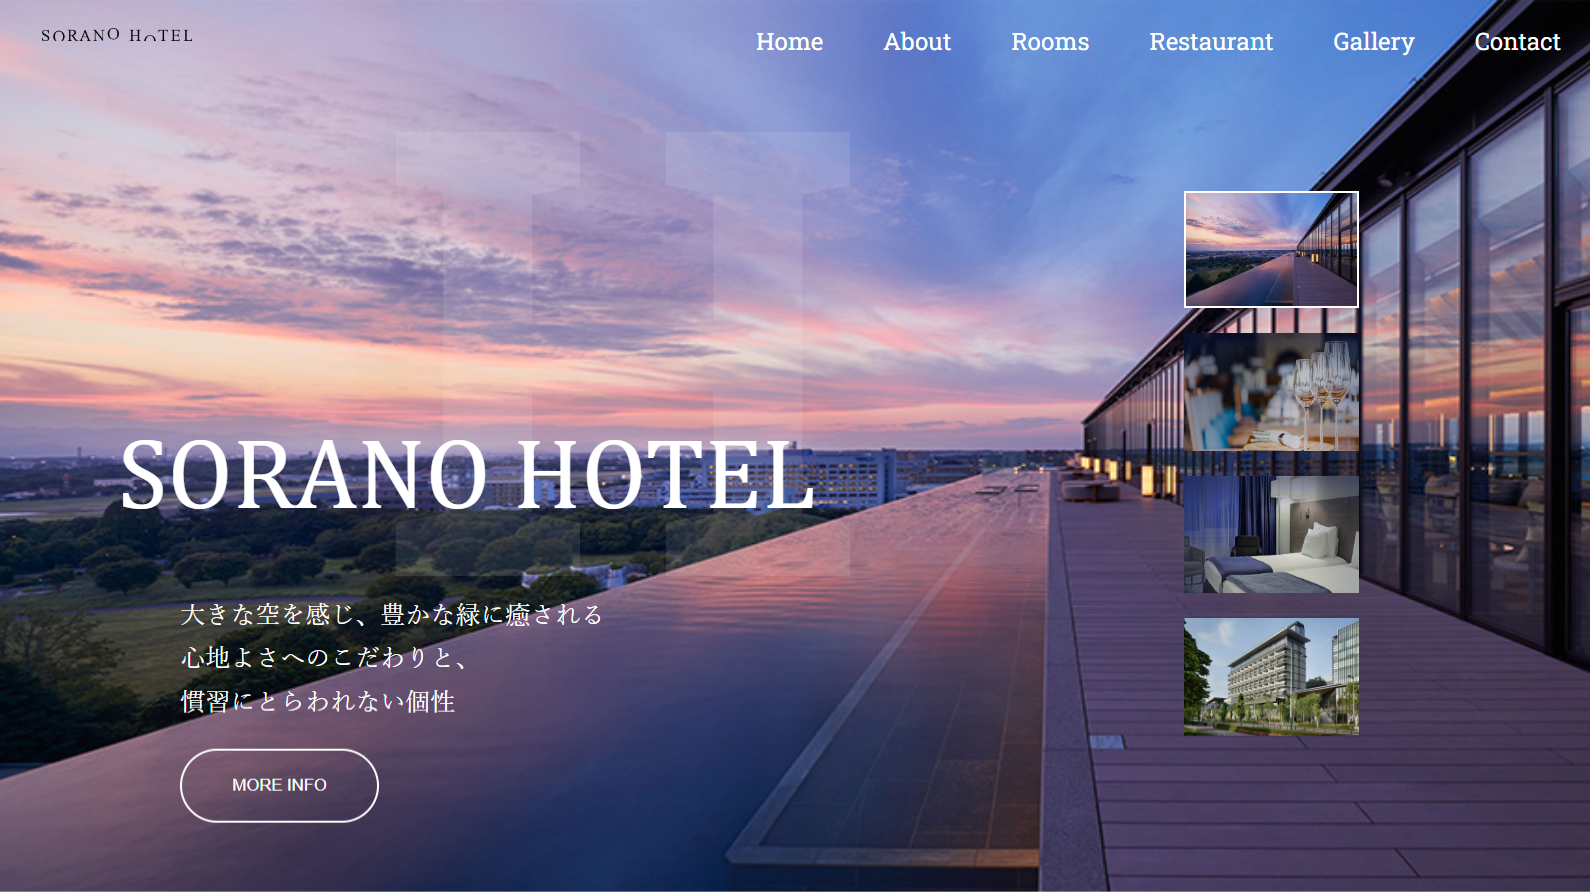 SORANO HOTEL
Home About Rooms Restaurant Gallery Contact
H
SORANO HOTEL
大きな空を感じ、豊かな緑に癒される
心地よさへのこだわりと、
慣習にとらわれない個性
MORE INFO